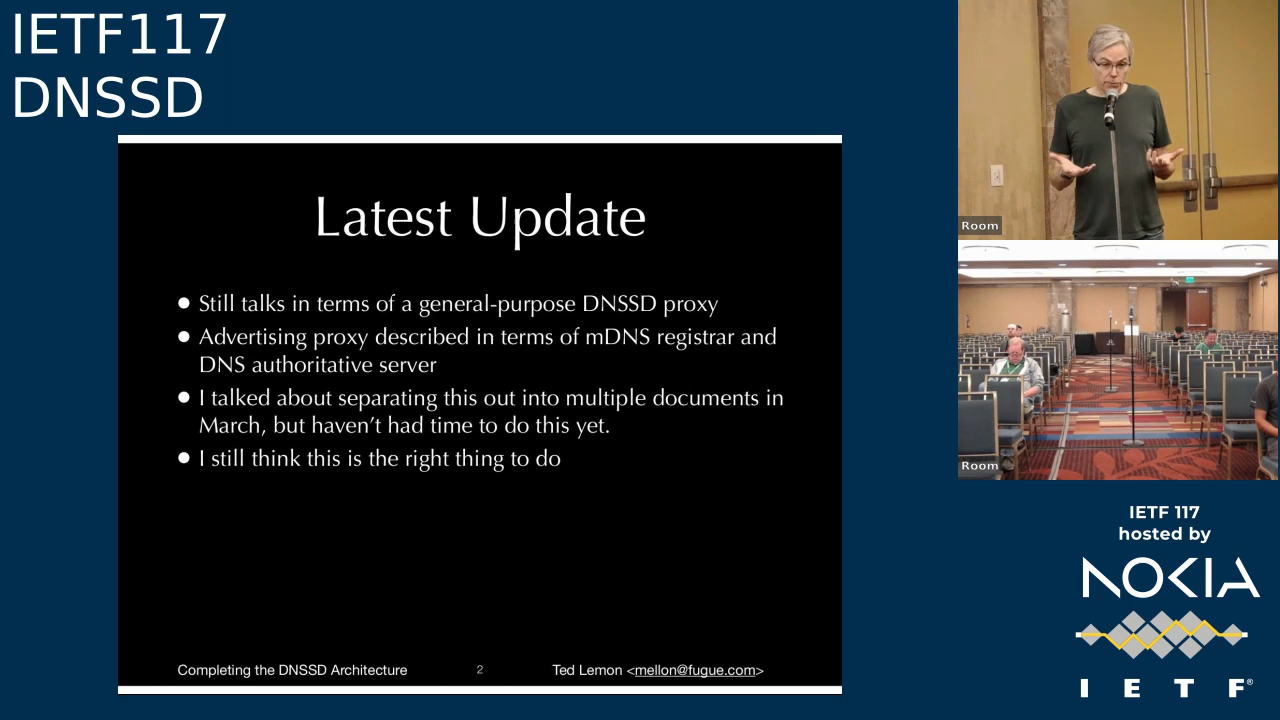 IETF117
DNSSD
Latest Update
● Still talks in terms of a general-purpose DNSSD proxy
● Advertising proxy described in terms of mDNS registrar and
DNS authoritative server
● I talked about separating this out into multiple documents in
March, but haven't had time to do this yet.
● I still think this is the right thing to do
Completing the DNSSD Architecture
2
Ted Lemon <mellon@fugue.com>
Room
Room
IETF 117
hosted by
NOKIA
I E T F®